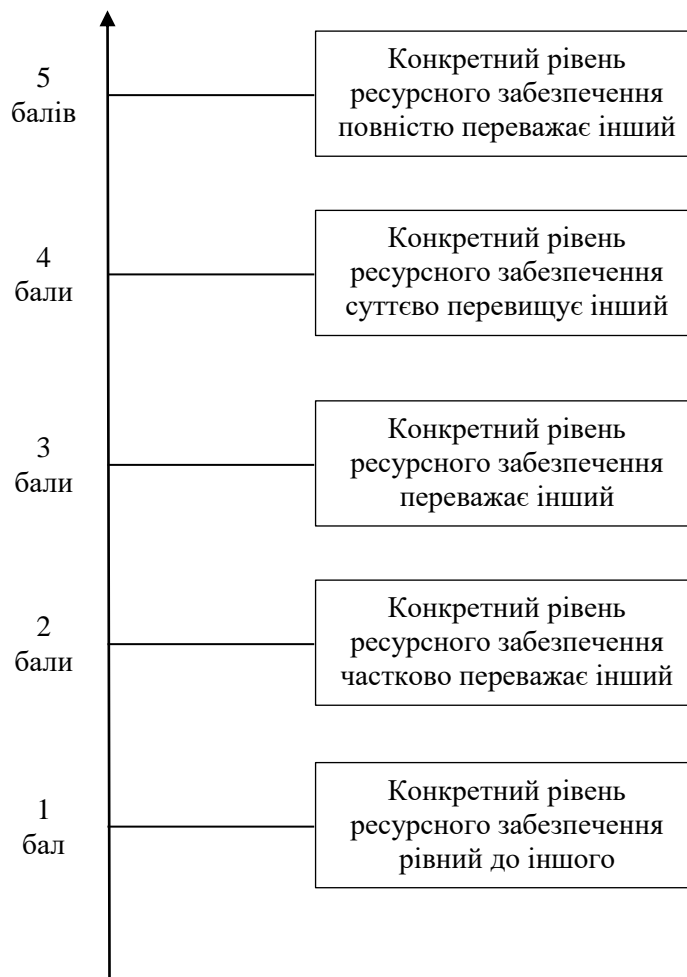 5
балів
Конкретний рівень
ресурсного забезпечення
повністю переважає інший
4
бали
Конкретний рівень
ресурсного забезпечення
суттєво перевищує інший
3
бали
Конкретний рівень
ресурсного забезпечення
переважає інший
2
бали
Конкретний рівень
ресурсного забезпечення
частково переважає інший
1
бал
Конкретний рівень
ресурсного забезпечення
рівний до іншого